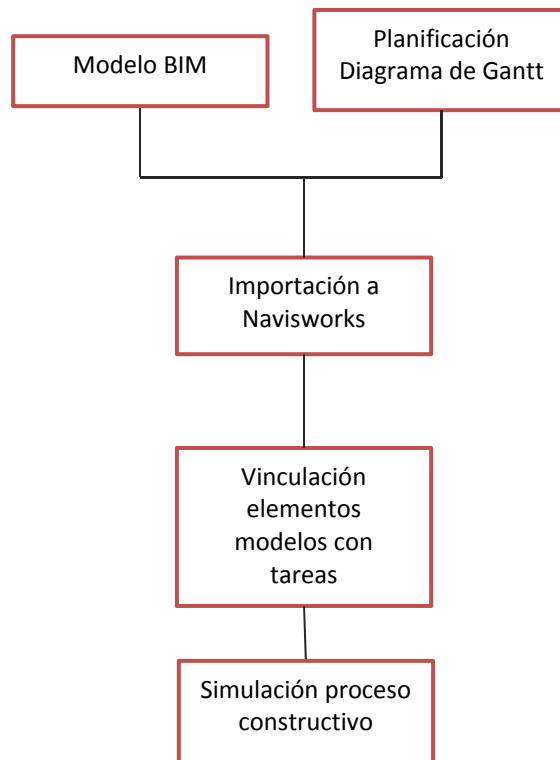 Modelo BIM
Planificación
Diagrama de Gantt
Importación a
Navisworks
Vinculación
elementos
modelos con
tareas
Simulación proceso
constructivo